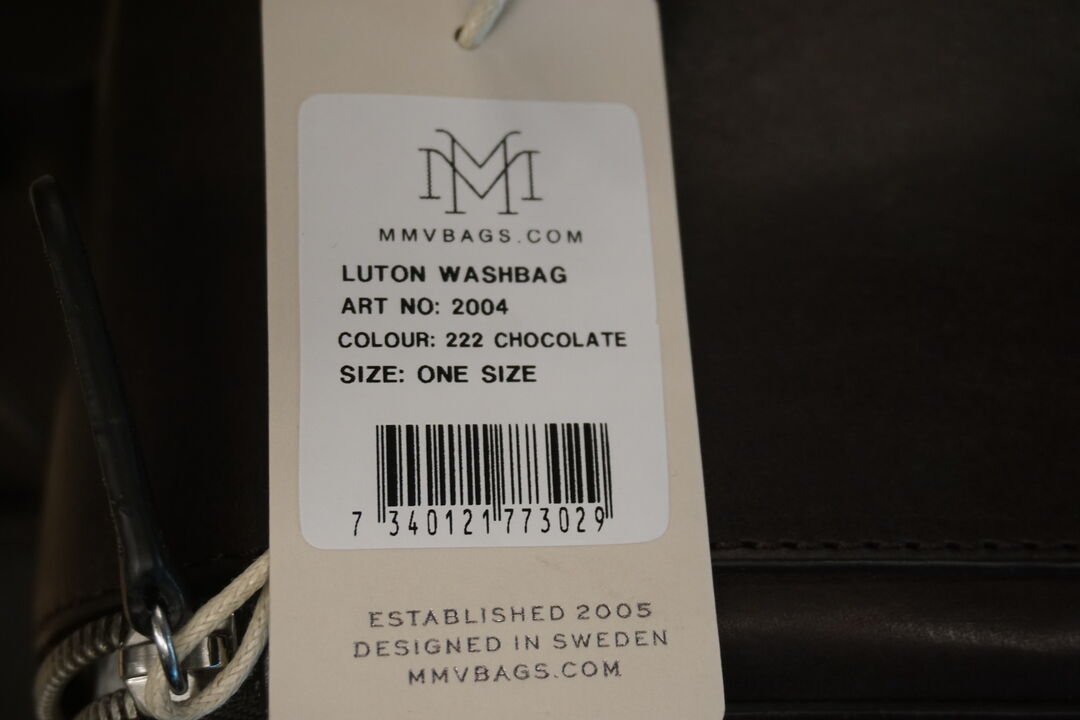 MM
MMVBAGS.COM
LUTON WASHBAG
ART NO: 2004
COLOUR: 222 CHOCOLATE
SIZE: ONE SIZE
7 340121 773029
ESTABLISHED 2005
DESIGNED IN SWEDEN
MMVBAGS.COM